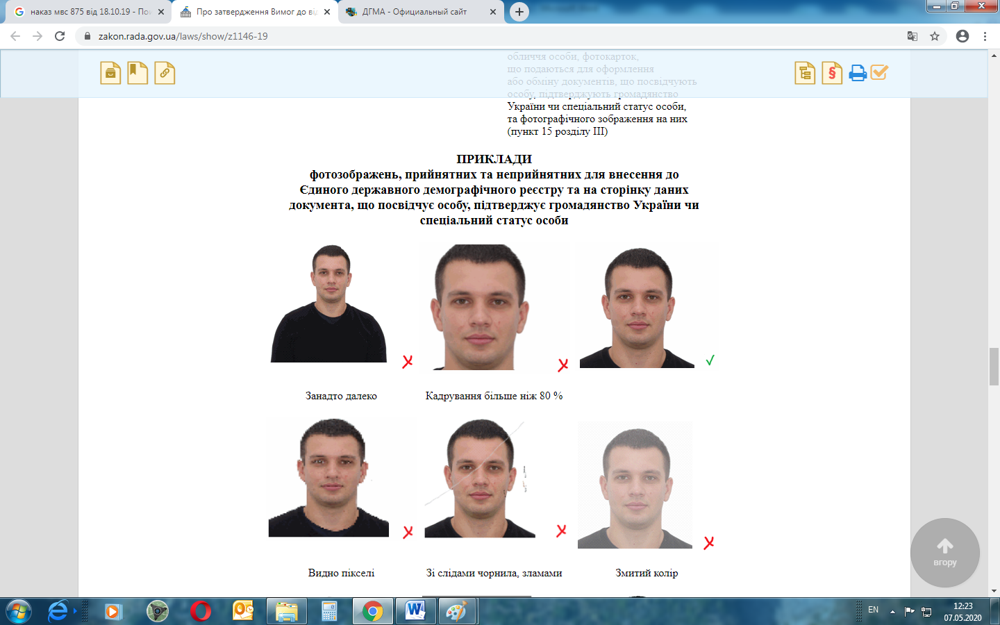 наказ мвс 875 від 18.10.19 - Пои
Про затвердження Вимог до від
ДГМА - Официальный сайт
zakon.rada.gov.ua/laws/show/z1146-19
обличчя особи, фотокарток,
що подаються для оформлення
або обміну документів, що посвідчують
особу, підтверджують громадянство
України чи спеціальний статус особи,
та фотографічного зображення на них
(пункт 15 розділу III)
ПРИКЛАДИ
фотозображень, прийнятних та неприйнятних для внесення до
Єдиного державного демографічного реєстру та на сторінку даних
документа, що посвідчує особу, підтверджує громадянство України чи
спеціальний статус особи
Занадто далеко
Кадрування більше ніж 80 %
Видно пікселі
Зі слідами чорнила, зламами
Змитий колір
вгору
EN
12:23
07.05.2020